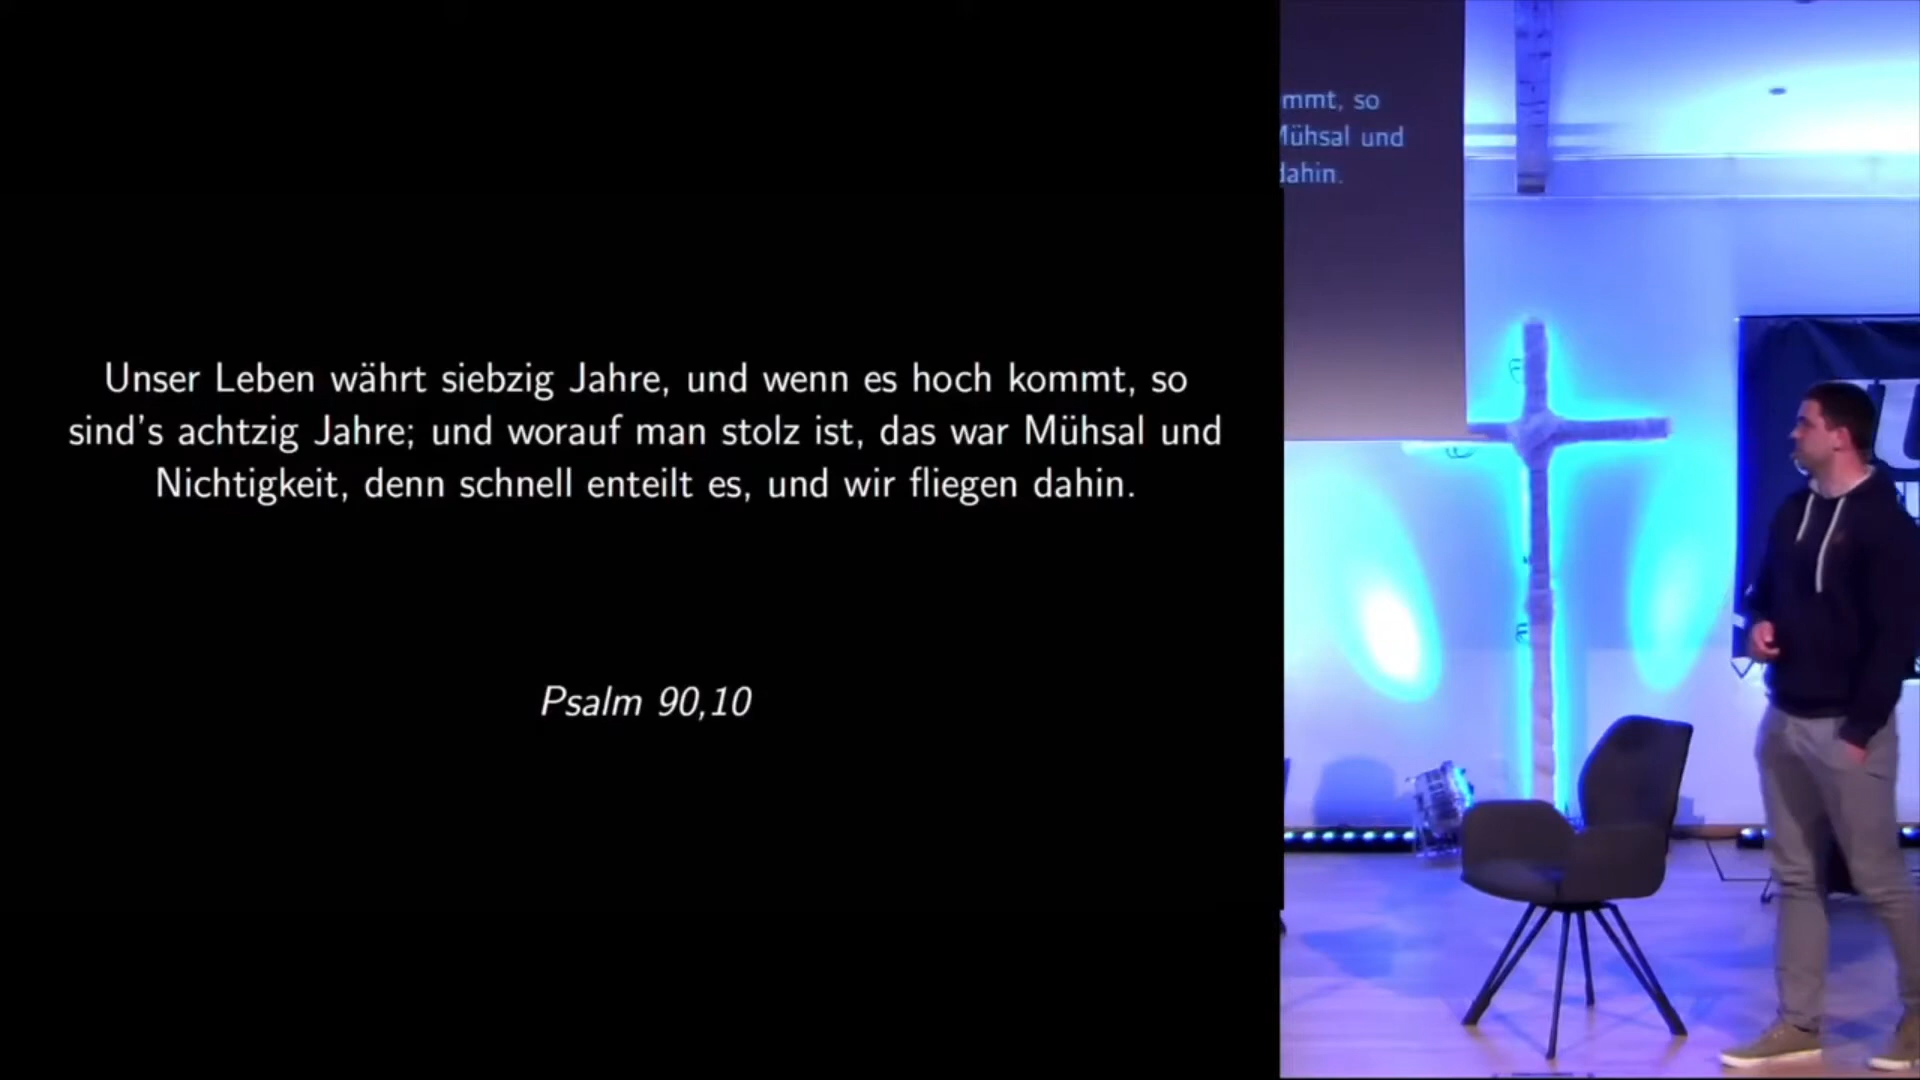 Unser Leben währt siebzig Jahre, und wenn es hoch kommt, so
sind's achtzig Jahre; und worauf man stolz ist, das war Mühsal und
Nichtigkeit, denn schnell enteilt es, und wir fliegen dahin.
Psalm 90,10
mmt, so
Mühsal und
dahin.
U